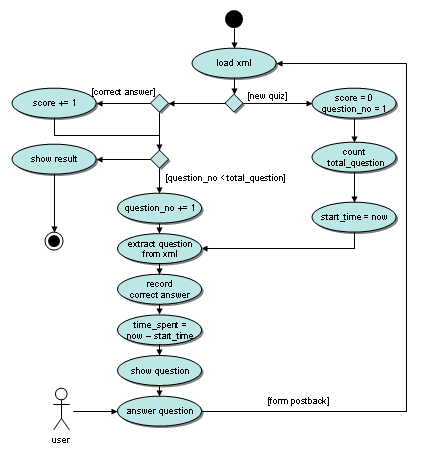 load xml
[correct answer]
[new quiz]
score += 1
score = 0
question_no = 1
show result
count
total_question
[question_no < total_question]
question_no += 1
start_time = now
extract question
from xml
record
correct answer
time_spent =
now – start_time
show question
[form postback]
answer question
user